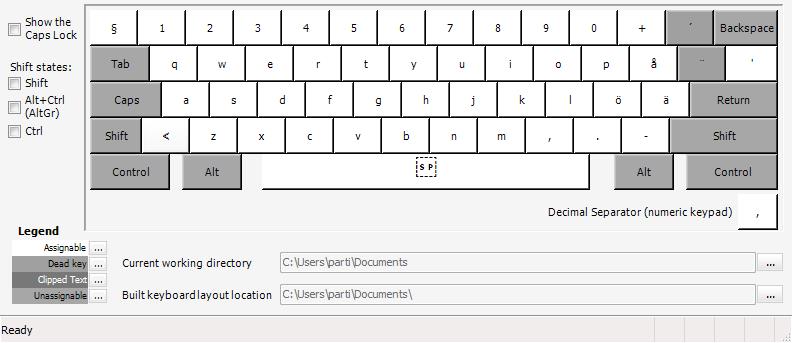 Show the
Caps Lock
Shift states:
Shift
Alt+Ctrl
(AltGr)
Ctrl
§ 1 2 3 4 5 6 7 8 9 0 + ´ Backspace
Tab q w e r t y u i o p å ¨ '
Caps a s d f g h j k l ö ä Return
Shift < z x c v b n m , . - Shift
Control Alt SP Alt Control
Decimal Separator (numeric keypad) ,
Legend
Assignable ...
Dead key ...
Clipped Text ...
Unassignable ...
Current working directory C:\Users\parti\Documents ...
Built keyboard layout location C:\Users\parti\Documents\ ...
Ready